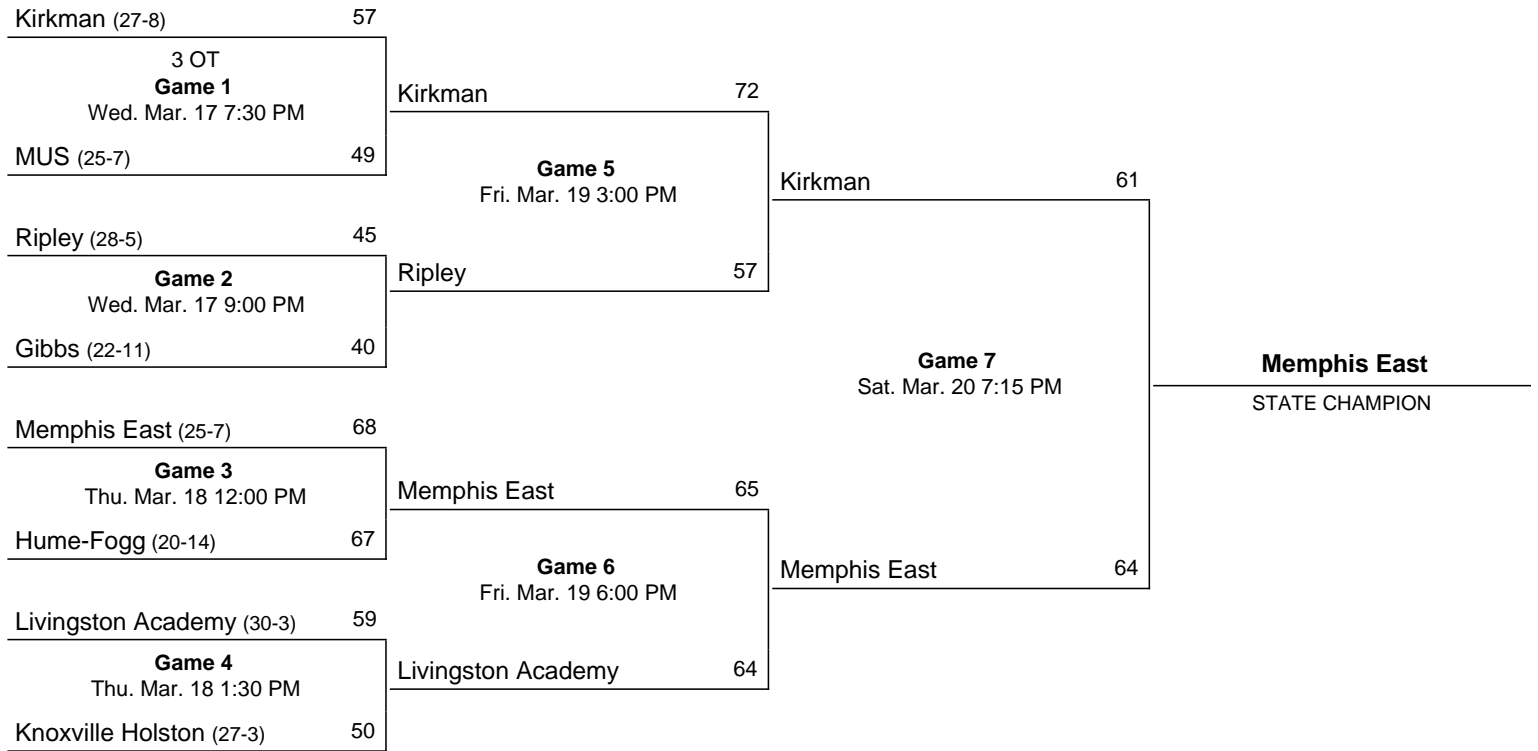 Kirkman (27-8) 57
3 OT
Game 1
Wed. Mar. 17 7:30 PM
MUS (25-7) 49
Ripley (28-5) 45
Game 2
Wed. Mar. 17 9:00 PM
Gibbs (22-11) 40
Memphis East (25-7) 68
Game 3
Thu. Mar. 18 12:00 PM
Hume-Fogg (20-14) 67
Livingston Academy (30-3) 59
Game 4
Thu. Mar. 18 1:30 PM
Knoxville Holston (27-3) 50
Kirkman 72
Game 5
Fri. Mar. 19 3:00 PM
Ripley 57
Memphis East 65
Game 6
Fri. Mar. 19 6:00 PM
Livingston Academy 64
Kirkman 61
Game 7
Sat. Mar. 20 7:15 PM
Memphis East 64
Memphis East
STATE CHAMPION